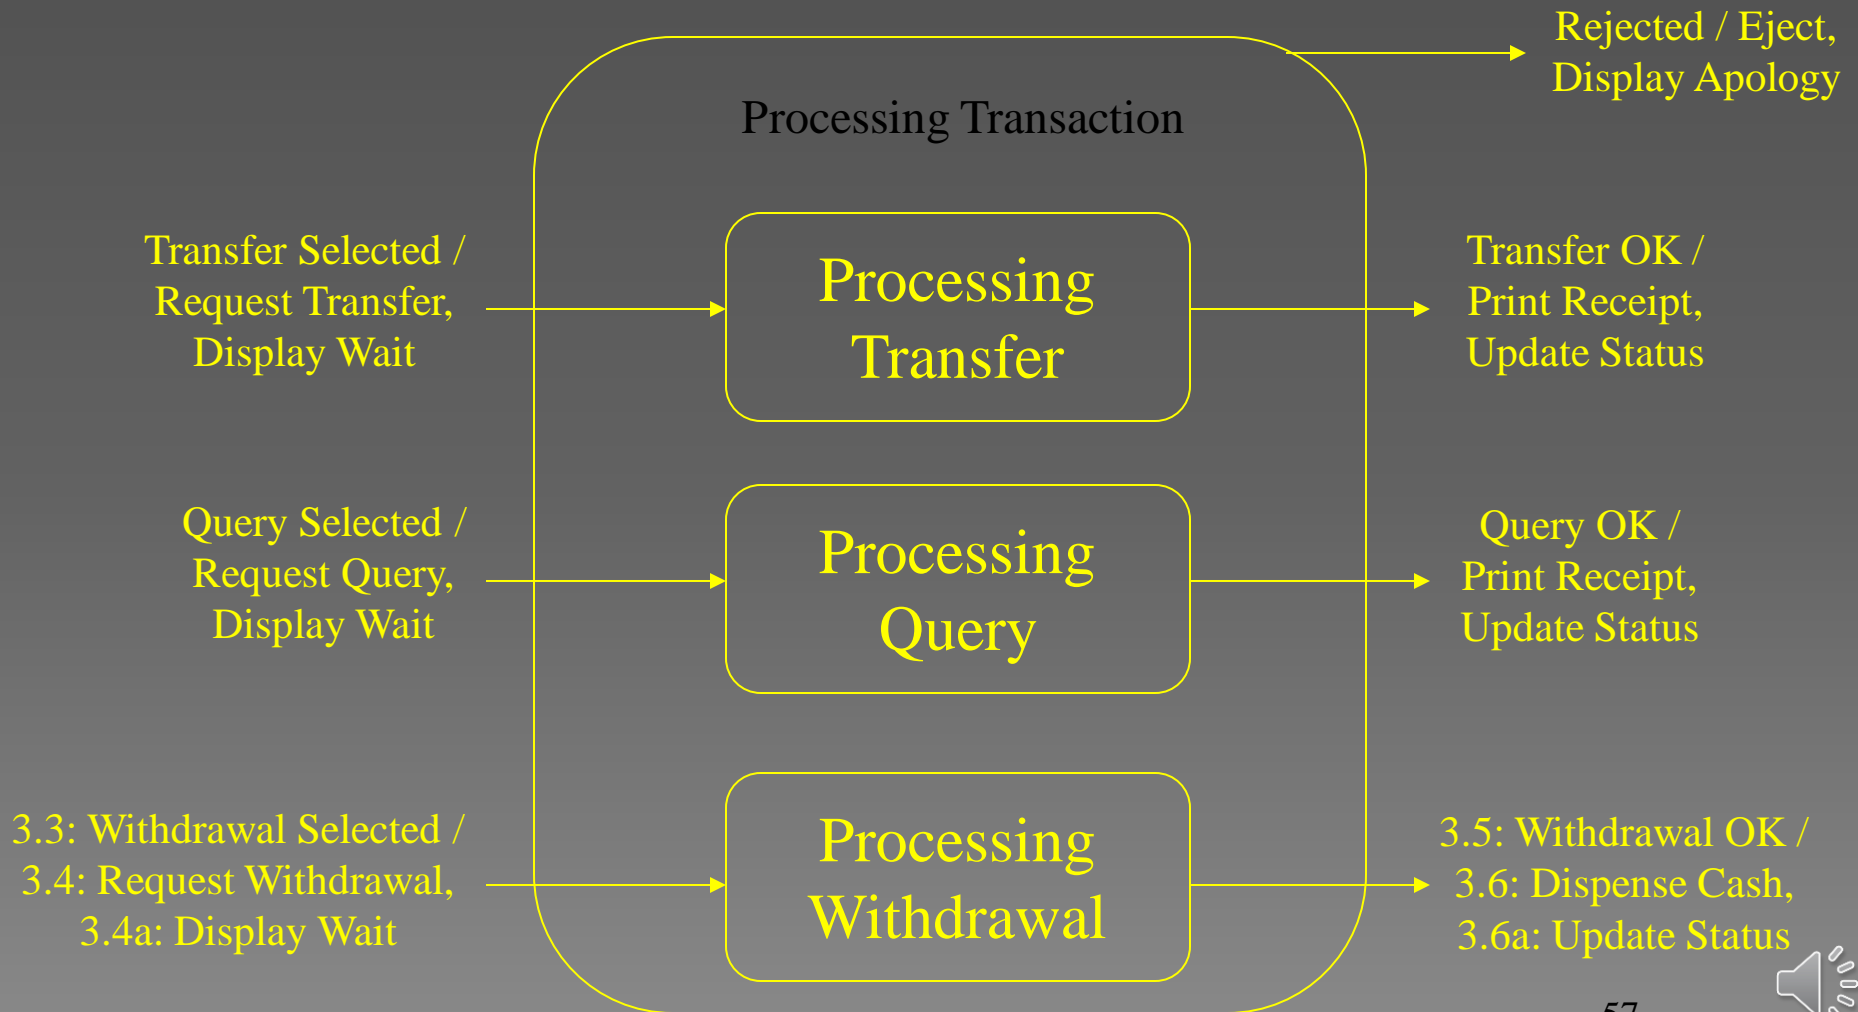 Rejected / Eject,
Display Apology
Processing Transaction
Transfer Selected /
Request Transfer,
Display Wait
Processing
Transfer
Transfer OK /
Print Receipt,
Update Status
Query Selected /
Request Query,
Display Wait
Processing
Query
Query OK /
Print Receipt,
Update Status
3.3: Withdrawal Selected /
3.4: Request Withdrawal,
3.4a: Display Wait
Processing
Withdrawal
3.5: Withdrawal OK /
3.6: Dispense Cash,
3.6a: Update Status
57